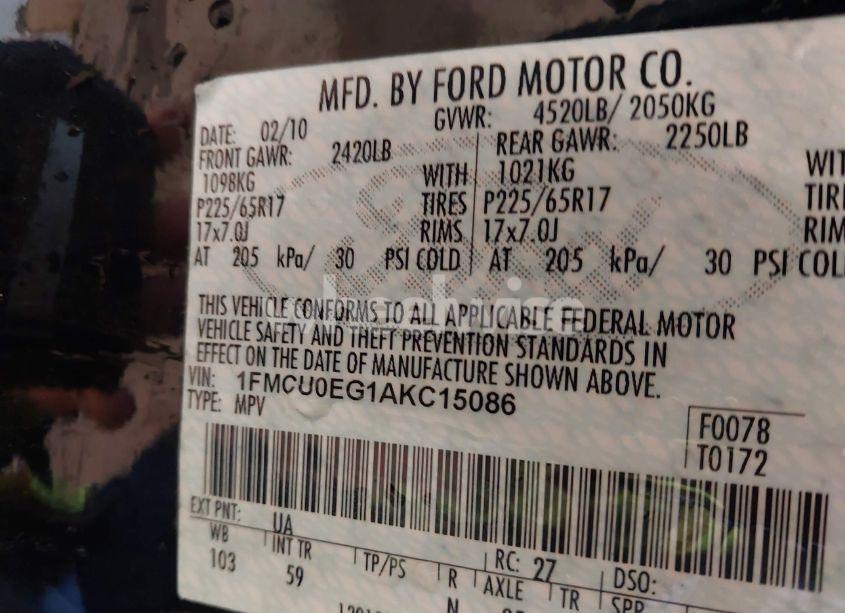 MFD. BY FORD MOTOR CO.
DATE: 02/10 GVWR: 4520LB/ 2050KG
FRONT GAWR: 2420LB REAR GAWR: 2250LB
1098KG WITH 1021KG WIT
P225/65R17 TIRES P225/65R17 TIRE
17x7.0J RIMS 17x7.0J RIM
AT 205 kPa/ 30 PSI COLD AT 205 kPa/ 30 PSI COL
THIS VEHICLE CONFORMS TO ALL APPLICABLE FEDERAL MOTOR
VEHICLE SAFETY AND THEFT PREVENTION STANDARDS IN
EFFECT ON THE DATE OF MANUFACTURE SHOWN ABOVE.
VIN: 1FMCU0EG1AKC15086
TYPE: MPV
F0078
T0172
EXT PNT: UA RC: 27 DSO:
WB INT TR TP/PS R AXLE TR SPR
103 59 N